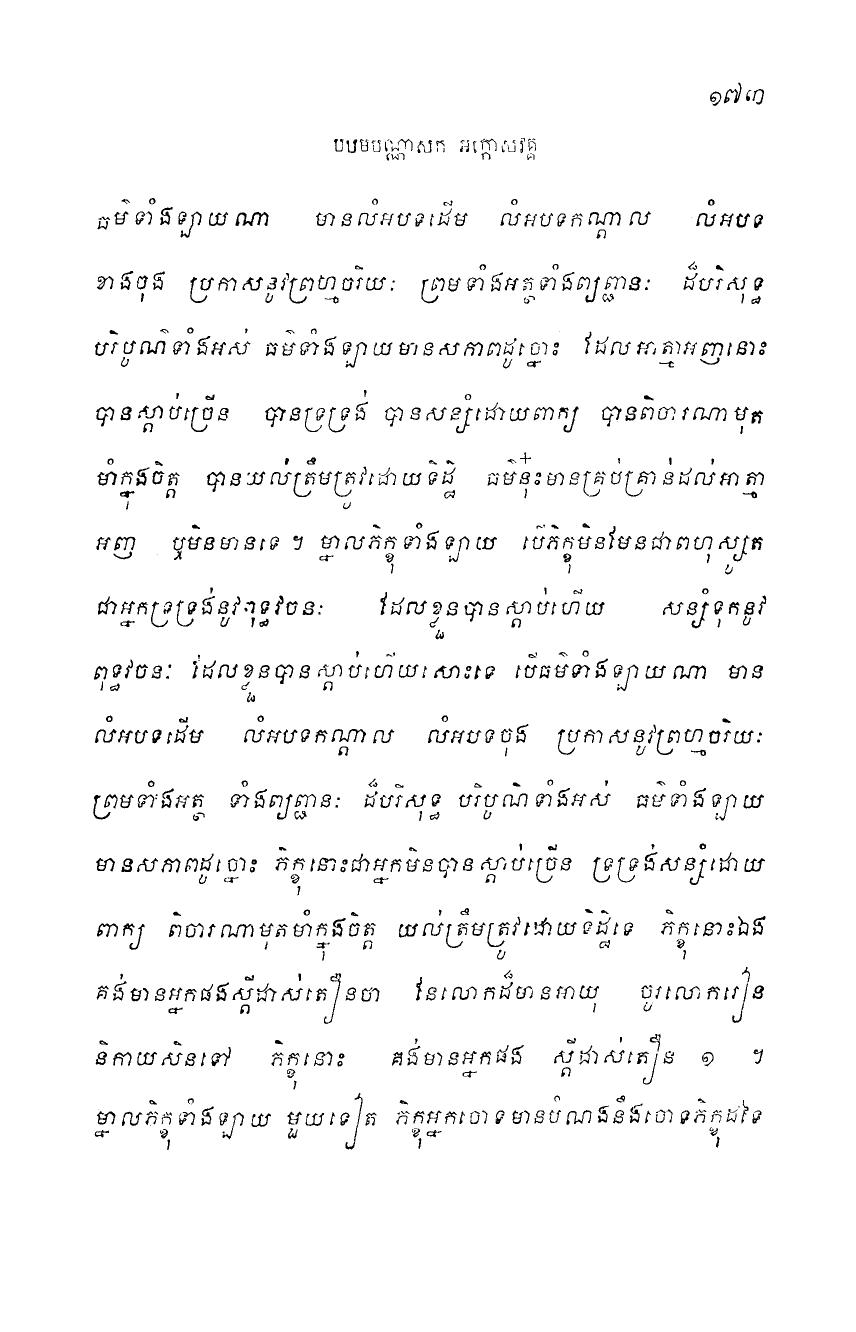 ១៧៣
បឋមបណ្ណាសក អក្កោសវគ្គ
ធម៌ទាំងឡាយណា មានលំអបទដើម លំអបទកណ្តាល លំអបទ
ខាងចុង ប្រកាសនូវព្រហ្មចរិយៈ ព្រមទាំងអត្ថទាំងព្យញ្ជនៈ ដ៏បរិសុទ្ធ
បរិបូណ៌ទាំងអស់ ធម៌ទាំងឡាយមានសភាពដូច្នោះ ដែលអាត្មាអញនោះ
បានស្តាប់ច្រើន បានទ្រទ្រង់ បានសន្សំដោយពាក្យ បានពិចារណាមុត
មាំក្នុងចិត្ត បានយល់ត្រឹមត្រូវដោយទិដ្ឋិ ធម៌នុ៎ះមានគ្រប់គ្រាន់ដល់អាត្មា
អញ ឬមិនមានទេ ។ ម្នាលភិក្ខុទាំងឡាយ បើភិក្ខុមិនមែនជាពហុស្សូត
ជាអ្នកទ្រទ្រង់នូវពុទ្ធវចនៈ ដែលខ្លួនបានស្តាប់ហើយ សន្សំទុកនូវ
ពុទ្ធវចនៈ ដែលខ្លួនបានស្តាប់ហើយសោះទេ បើធម៌ទាំងឡាយណា មាន
លំអបទដើម លំអបទកណ្តាល លំអបទចុង ប្រកាសនូវព្រហ្មចរិយៈ
ព្រមទាំងអត្ថ ទាំងព្យញ្ជនៈ ដ៏បរិសុទ្ធ បរិបូណ៌ទាំងអស់ ធម៌ទាំងឡាយ
មានសភាពដូច្នោះ ភិក្ខុនោះជាអ្នកមិនបានស្តាប់ច្រើន ទ្រទ្រង់សន្សំដោយ
ពាក្យ ពិចារណាមុតមាំក្នុងចិត្ត យល់ត្រឹមត្រូវដោយទិដ្ឋិទេ ភិក្ខុនោះឯង
គង់មានអ្នកផងស្តីដាស់តឿនថា នែលោកដ៏មានអាយុ ចូរលោករៀន
និកាយសិនទៅ ភិក្ខុនោះ គង់មានអ្នកផង ស្តីដាស់តឿន ១ ។
ម្នាលភិក្ខុទាំងឡាយ មួយទៀត ភិក្ខុអ្នកចោទមានបំណងនឹងចោទភិក្ខុដទៃ